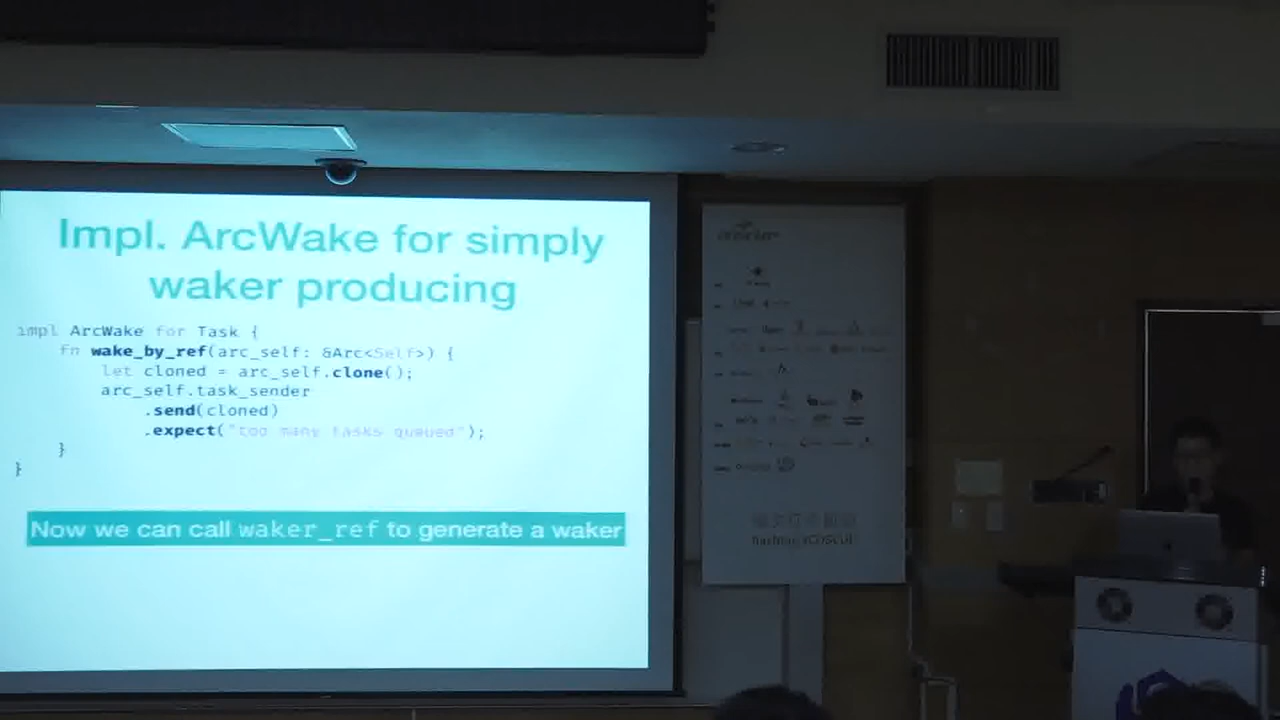 Impl. ArcWake for simply
waker producing
impl ArcWake for Task {
fn wake_by_ref(arc_self: &Arc<Self>) {
let cloned = arc_self.clone();
arc_self.task_sender
.send(cloned)
.expect("too many tasks queued");
}
}
Now we can call waker_ref to generate a waker